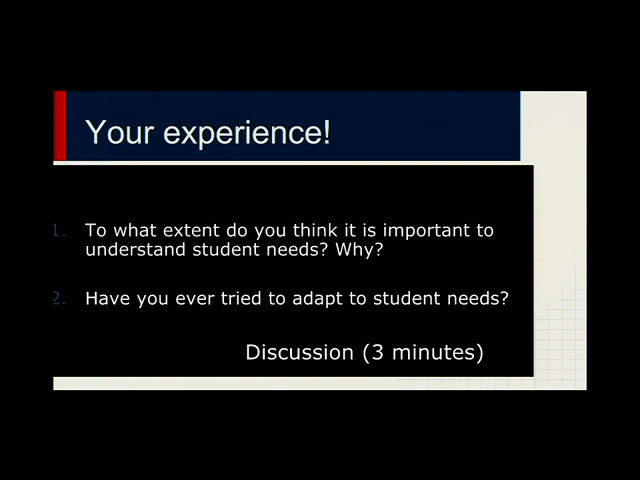 Your experience!
1. To what extent do you think it is important to
understand student needs? Why?
2. Have you ever tried to adapt to student needs?
Discussion (3 minutes)